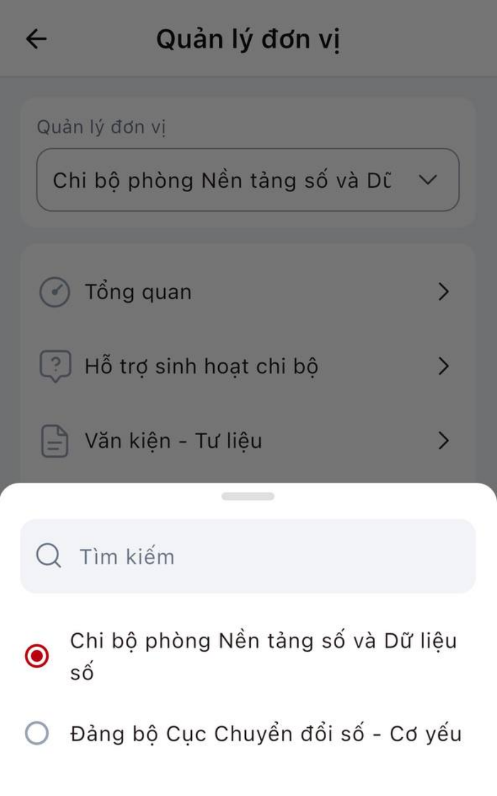 Quản lý đơn vị
Quản lý đơn vị
Chi bộ phòng Nền tảng số và Dữ
Tổng quan
Hỗ trợ sinh hoạt chi bộ
Văn kiện - Tư liệu
Tìm kiếm
Chi bộ phòng Nền tảng số và Dữ liệu
số
Đảng bộ Cục Chuyển đổi số - Cơ yếu